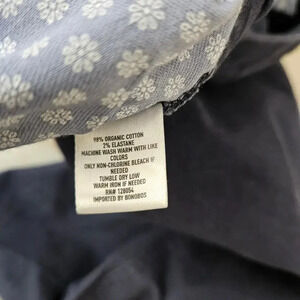 98% ORGANIC COTTON
2% ELASTANE
MACHINE WASH WARM WITH LIKE
COLORS
ONLY NON-CHLORINE BLEACH IF
NEEDED
TUMBLE DRY LOW
WARM IRON IF NEEDED
RN# 128054
IMPORTED BY BONOBOS